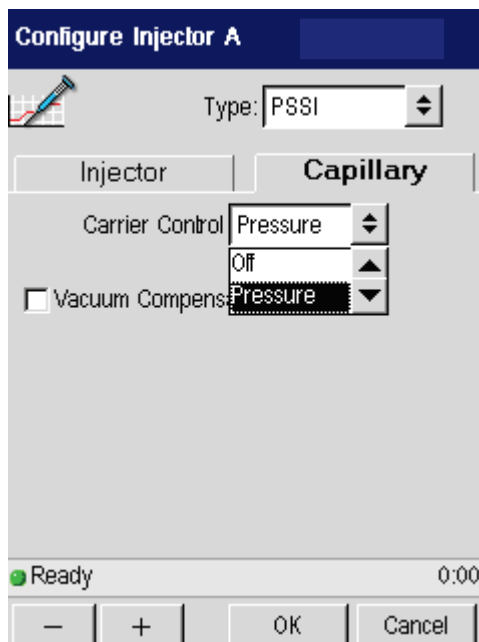 Configure Injector A
Type: PSSI
Injector Capillary
Carrier Control Pressure
Off
Vacuum Compens Pressure
Ready 0:00
− + OK Cancel